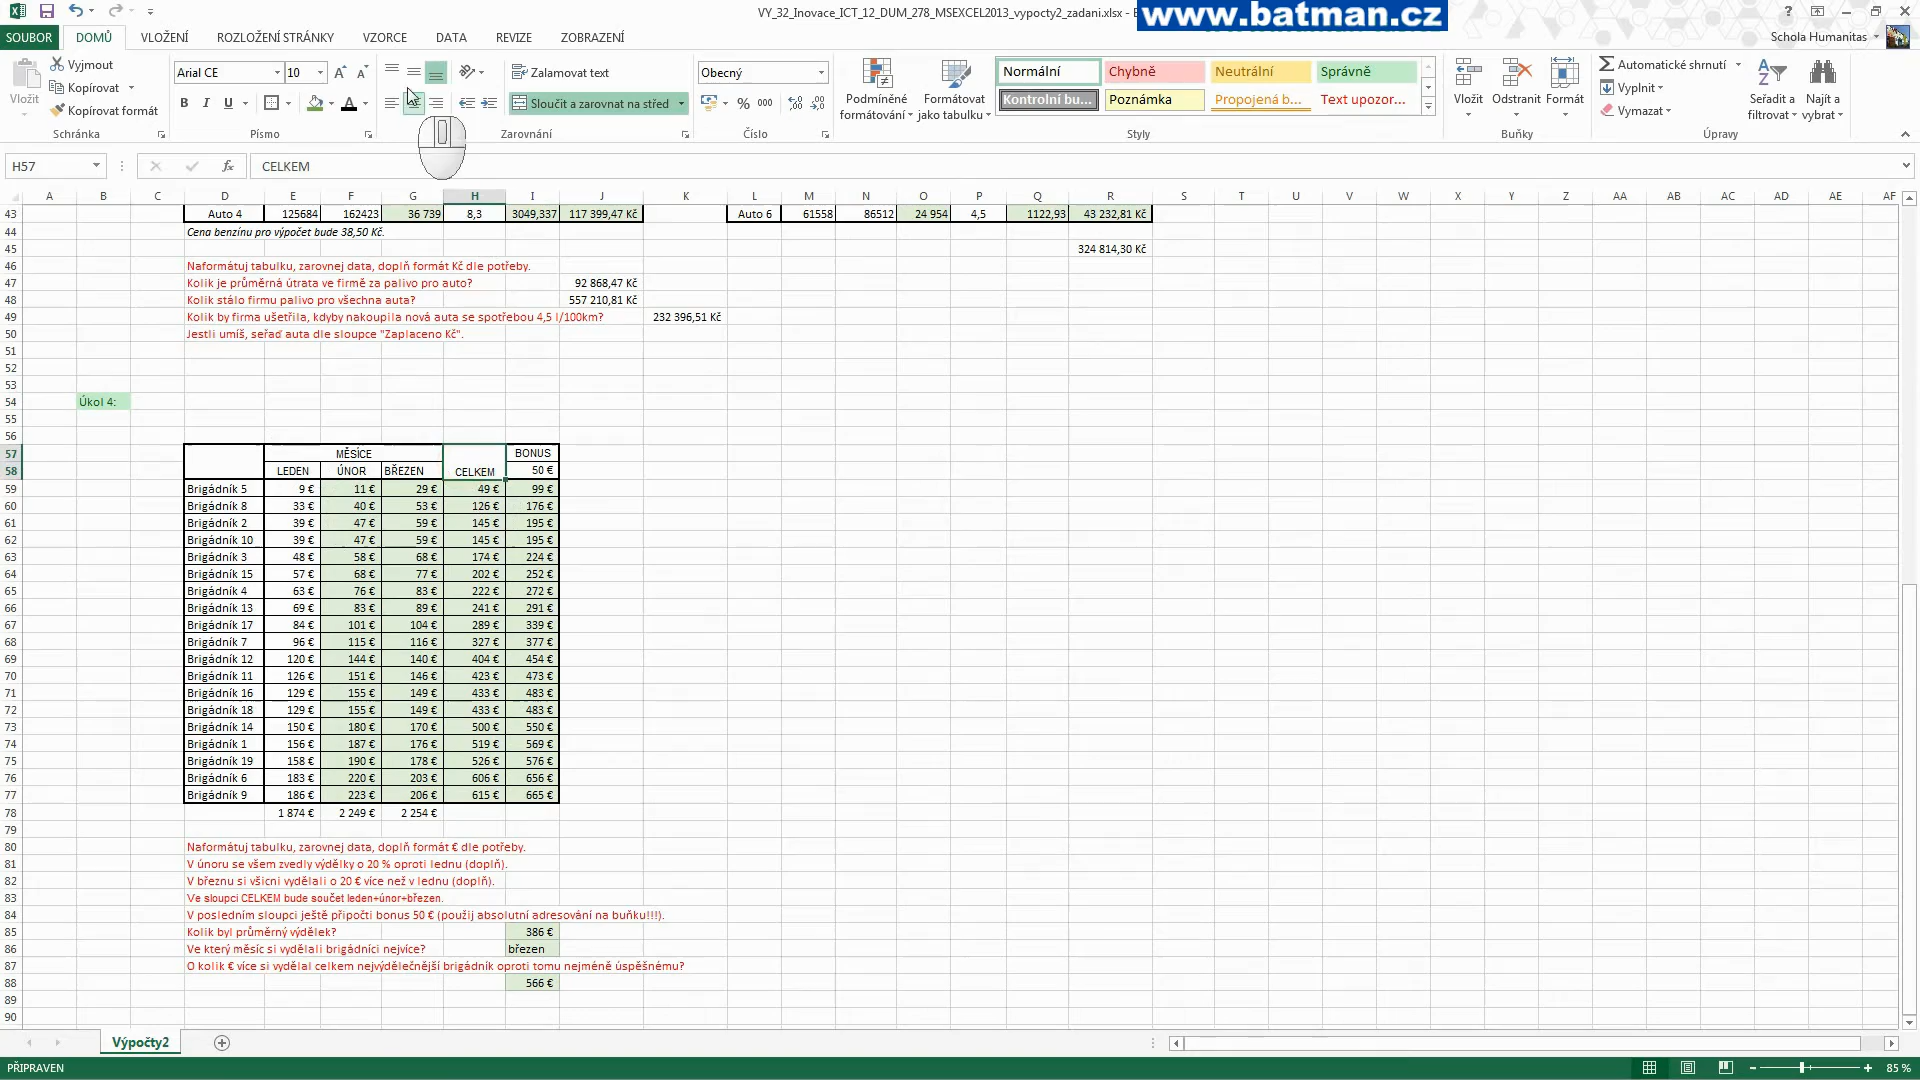 VY_32_Inovace_ICT_12_DUM_278_MSEXCEL2013_vypocty2_zadani.xlsx -
www.batman.cz
SOUBOR DOMŮ VLOŽENÍ ROZLOŽENÍ STRÁNKY VZORCE DATA REVIZE ZOBRAZENÍ Schola Humanitas
Vložit
Vyjmout
Kopírovat
Kopírovat formát
Schránka
Arial CE 10
B I U
Písmo
Zalamovat text
Sloučit a zarovnat na střed
Zarovnání
Obecný
% 000
Číslo
Podmíněné formátování
Formátovat jako tabulku
Normální Chybně Neutrální Správně
Kontrolní bu... Poznámka Propojená b... Text upozor...
Styly
Vložit Odstranit Formát
Buňky
Automatické shrnutí
Vyplnit
Vymazat
Seřadit a filtrovat
Najít a vybrat
Úpravy
H57 fx CELKEM
A B C D E F G H I J K L M N O P Q R S T U V W X Y Z AA AB AC AD AE AF
43 Auto 4 125684 162423 36 739 8,3 3049,337 117 399,47 Kč Auto 6 61558 86512 24 954 4,5 1122,93 43 232,81 Kč
44 Cena benzínu pro výpočet bude 38,50 Kč.
45 324 814,30 Kč
46 Naformátuj tabulku, zarovnej data, doplň formát Kč dle potřeby.
47 Kolik je průměrná útrata ve firmě za palivo pro auto? 92 868,47 Kč
48 Kolik stálo firmu palivo pro všechna auta? 557 210,81 Kč
49 Kolik by firma ušetřila, kdyby nakoupila nová auta se spotřebou 4,5 l/100km? 232 396,51 Kč
50 Jestli umíš, seřaď auta dle sloupce "Zaplaceno Kč".
51
52
53
54 Úkol 4:
55
56
57 MĚSÍCE BONUS
58 LEDEN ÚNOR BŘEZEN CELKEM 50 €
59 Brigádník 5 9 € 11 € 29 € 49 € 99 €
60 Brigádník 8 33 € 40 € 53 € 126 € 176 €
61 Brigádník 2 39 € 47 € 59 € 145 € 195 €
62 Brigádník 10 39 € 47 € 59 € 145 € 195 €
63 Brigádník 3 48 € 58 € 68 € 174 € 224 €
64 Brigádník 15 57 € 68 € 77 € 202 € 252 €
65 Brigádník 4 63 € 76 € 83 € 222 € 272 €
66 Brigádník 13 69 € 83 € 89 € 241 € 291 €
67 Brigádník 17 84 € 101 € 104 € 289 € 339 €
68 Brigádník 7 96 € 115 € 116 € 327 € 377 €
69 Brigádník 12 120 € 144 € 140 € 404 € 454 €
70 Brigádník 11 126 € 151 € 146 € 423 € 473 €
71 Brigádník 16 129 € 155 € 149 € 433 € 483 €
72 Brigádník 18 129 € 155 € 149 € 433 € 483 €
73 Brigádník 14 150 € 180 € 170 € 500 € 550 €
74 Brigádník 1 156 € 187 € 176 € 519 € 569 €
75 Brigádník 19 158 € 190 € 178 € 526 € 576 €
76 Brigádník 6 183 € 220 € 203 € 606 € 656 €
77 Brigádník 9 186 € 223 € 206 € 615 € 665 €
78 1 874 € 2 249 € 2 254 €
79
80 Naformátuj tabulku, zarovnej data, doplň formát € dle potřeby.
81 V únoru se všem zvedly výdělky o 20 % oproti lednu (doplň).
82 V březnu si všicni vydělali o 20 € více než v lednu (doplň).
83 Ve sloupci CELKEM bude součet leden+únor+březen.
84 V posledním sloupci ještě připočti bonus 50 € (použij absolutní adresování na buňku!!!).
85 Kolik byl průměrný výdělek? 386 €
86 Ve který měsíc si vydělali brigádníci nejvíce? březen
87 O kolik € více si vydělal celkem nejvýdělečnější brigádník oproti tomu nejméně úspěšnému?
88 566 €
89
90
Výpočty2
PŘIPRAVEN 85 %